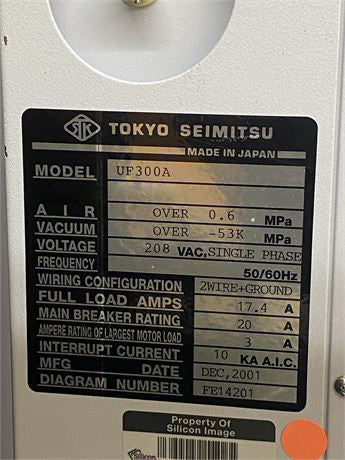 STK TOKYO SEIMITSU
MADE IN JAPAN
MODEL UF300A
AIR OVER 0.6 MPa
VACUUM OVER -53K MPa
VOLTAGE 208 VAC,SINGLE PHASE
FREQUENCY 50/60Hz
WIRING CONFIGURATION 2WIRE+GROUND
FULL LOAD AMPS 17.4 A
MAIN BREAKER RATING 20 A
AMPERE RATING OF LARGEST MOTOR LOAD 3 A
INTERRUPT CURRENT 10 KA A.I.C.
MFG DATE DEC,2001
DIAGRAM NUMBER FE14201
Property Of
Silicon Image
Silicon